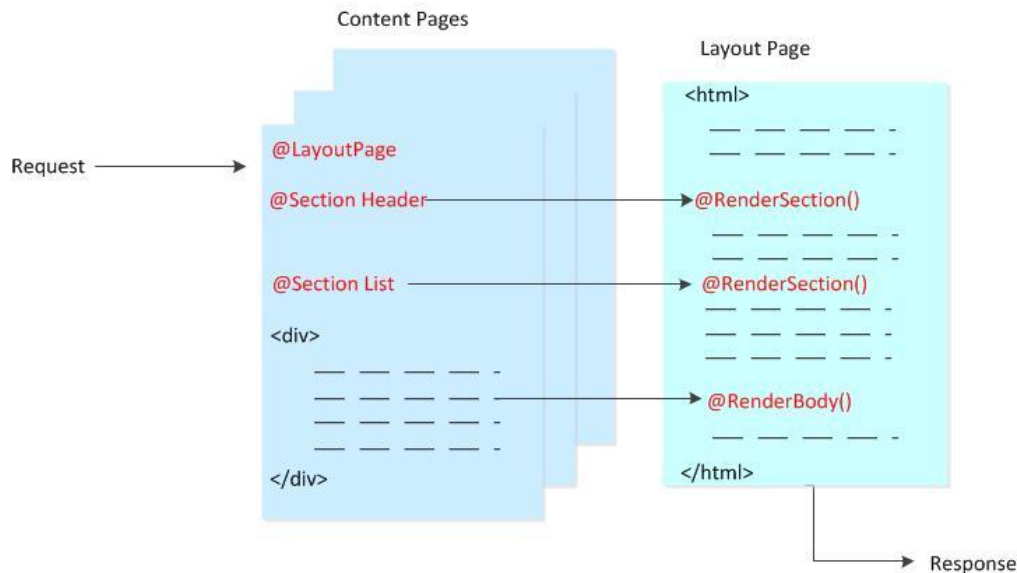 Content Pages
Layout Page
Request
@LayoutPage
@Section Header
@Section List
<div>
</div>
<html>
@RenderSection()
@RenderSection()
@RenderBody()
</html>
Response